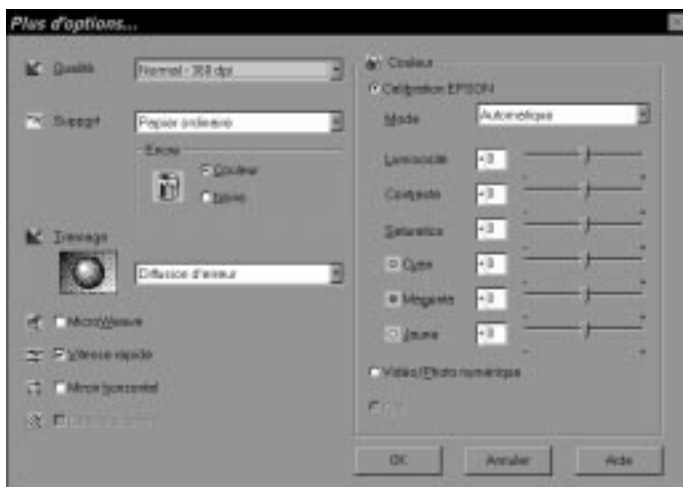 Plus d'options...
Qualité
Normal - 360 dpi
Support
Papier ordinaire
Encre
Couleur
Noire
Tramage
Diffusion d'erreur
MicroWeave
Vitesse rapide
Miroir horizontal
Couleur
Calibration EPSON
Mode
Automatique
Luminosité
+0
Contraste
+0
Saturation
+0
Cyan
+0
Magenta
+0
Jaune
+0
Vidéo/Photo numérique
OK
Annuler
Aide